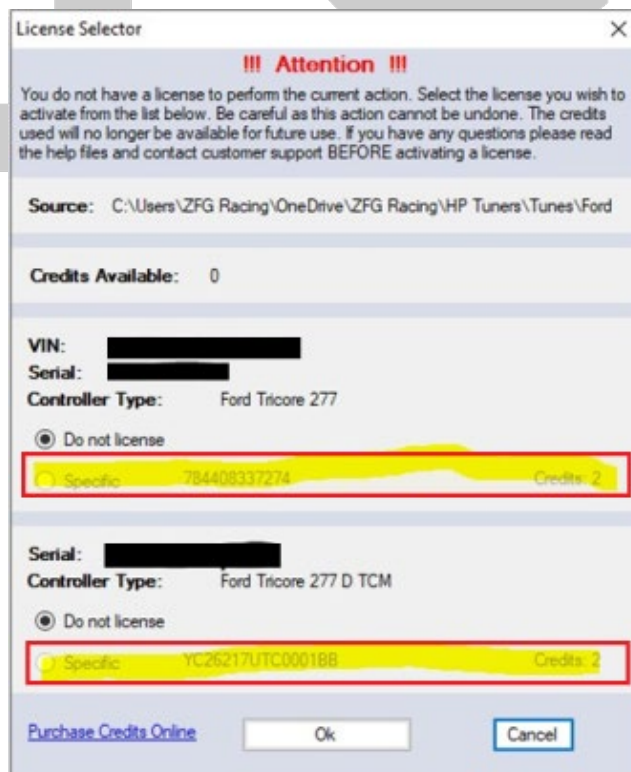 License Selector
!!! Attention !!!
You do not have a license to perform the current action. Select the license you wish to
activate from the list below. Be careful as this action cannot be undone. The credits
used will no longer be available for future use. If you have any questions please read
the help files and contact customer support BEFORE activating a license.
Source: C:\Users\ZFG Racing\OneDrive\ZFG Racing\HP Tuners\Tunes\Ford
Credits Available: 0
VIN:
Serial:
Controller Type: Ford Tricore 277
Do not license
Specific 784408337274 Credits: 2
Serial:
Controller Type: Ford Tricore 277 D TCM
Do not license
Specific YC26217UTC0001BB Credits: 2
Purchase Credits Online Ok Cancel